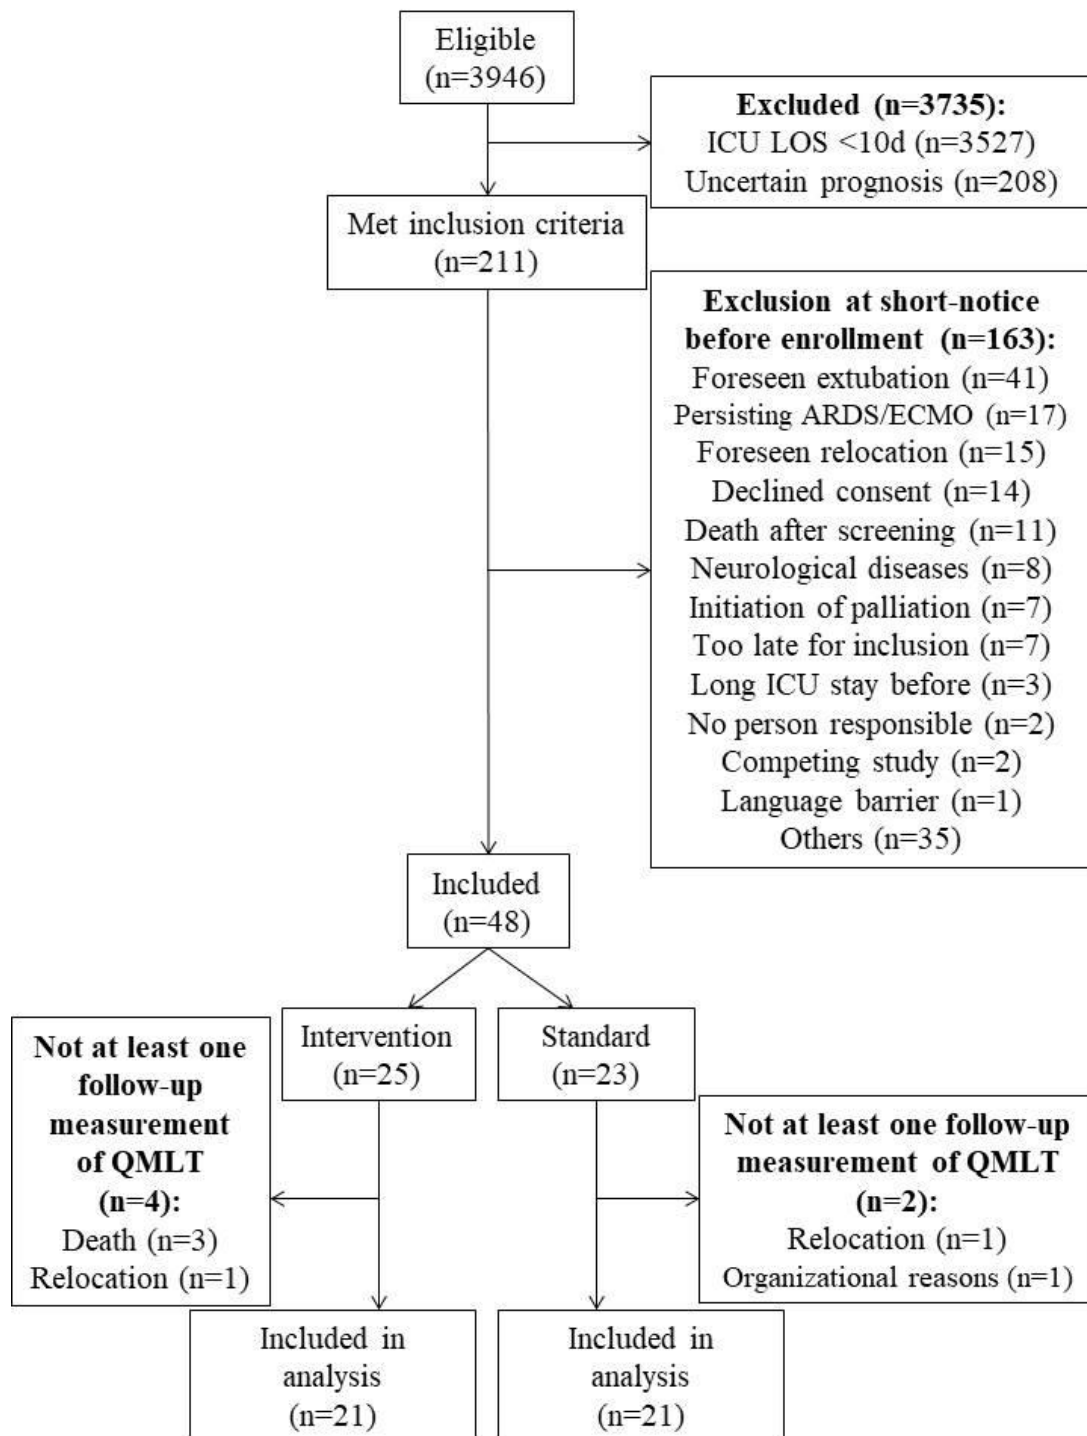 Eligible
(n=3946)
Excluded (n=3735):
ICU LOS <10d (n=3527)
Uncertain prognosis (n=208)
Met inclusion criteria
(n=211)
Exclusion at short-notice
before enrollment (n=163):
Foreseen extubation (n=41)
Persisting ARDS/ECMO (n=17)
Foreseen relocation (n=15)
Declined consent (n=14)
Death after screening (n=11)
Neurological diseases (n=8)
Initiation of palliation (n=7)
Too late for inclusion (n=7)
Long ICU stay before (n=3)
No person responsible (n=2)
Competing study (n=2)
Language barrier (n=1)
Others (n=35)
Included
(n=48)
Intervention
(n=25)
Standard
(n=23)
Not at least one
follow-up
measurement
of QMLT
(n=4):
Death (n=3)
Relocation (n=1)
Not at least one follow-up
measurement of QMLT
(n=2):
Relocation (n=1)
Organizational reasons (n=1)
Included in
analysis
(n=21)
Included in
analysis
(n=21)